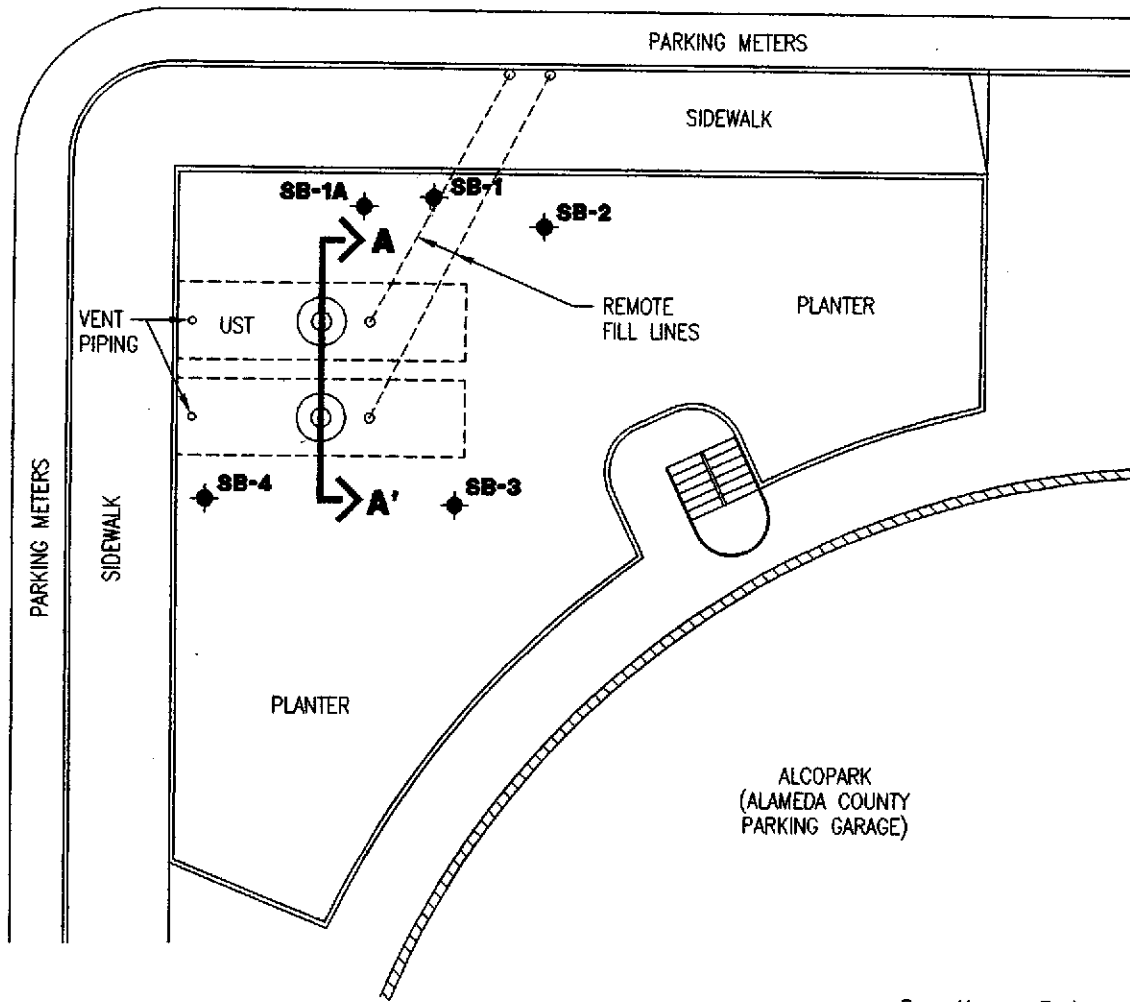 PARKING METERS
SIDEWALK
SB-1A
SB-1
SB-2
A
VENT
PIPING
UST
REMOTE
FILL LINES
PLANTER
SB-4
A'
SB-3
PARKING METERS
SIDEWALK
PLANTER
ALCOPARK
(ALAMEDA COUNTY
PARKING GARAGE)